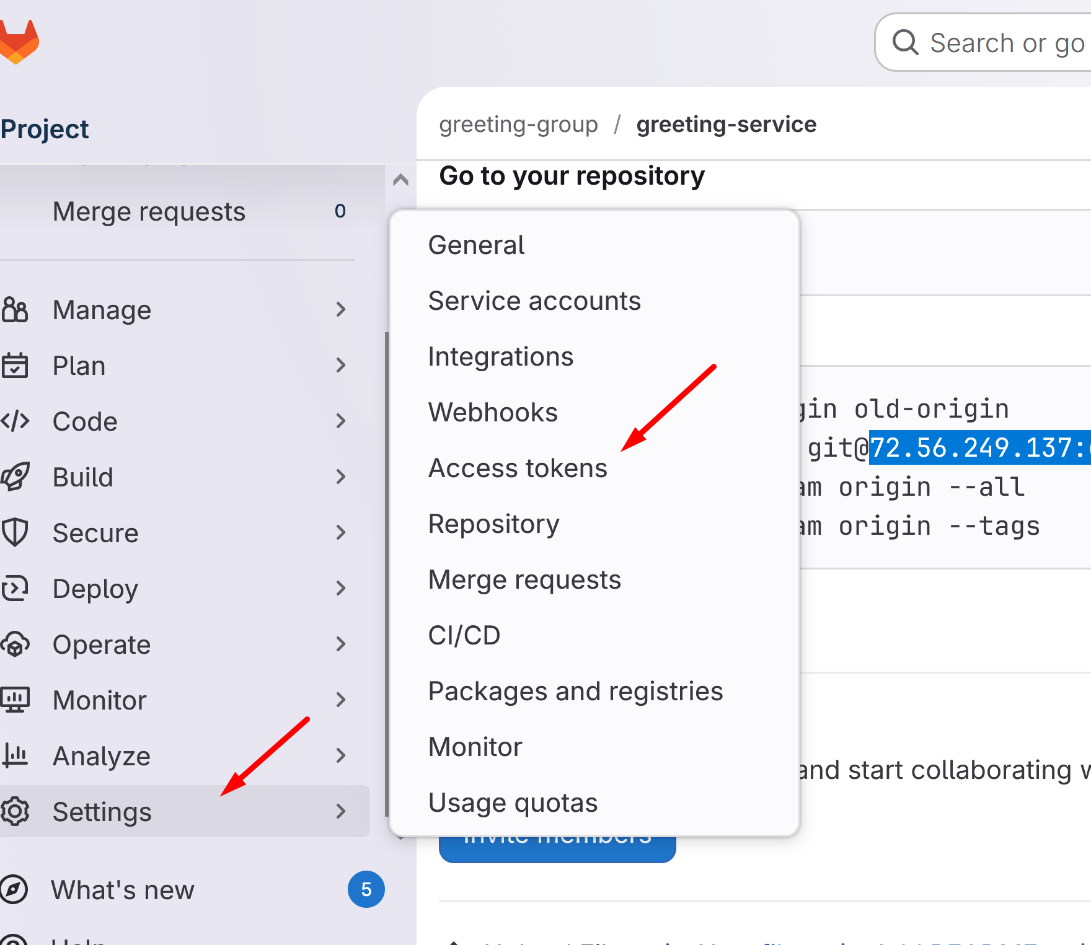 Search or go
Project
greeting-group / greeting-service
Go to your repository
Merge requests 0
Manage
Plan
Code
Build
Secure
Deploy
Operate
Monitor
Analyze
Settings
What's new 5
Help
General
Service accounts
Integrations
Webhooks
Access tokens
Repository
Merge requests
CI/CD
Packages and registries
Monitor
Usage quotas
old-origin
git@72.56.249.137:
origin --all
origin --tags
and start collaborating
Invite members